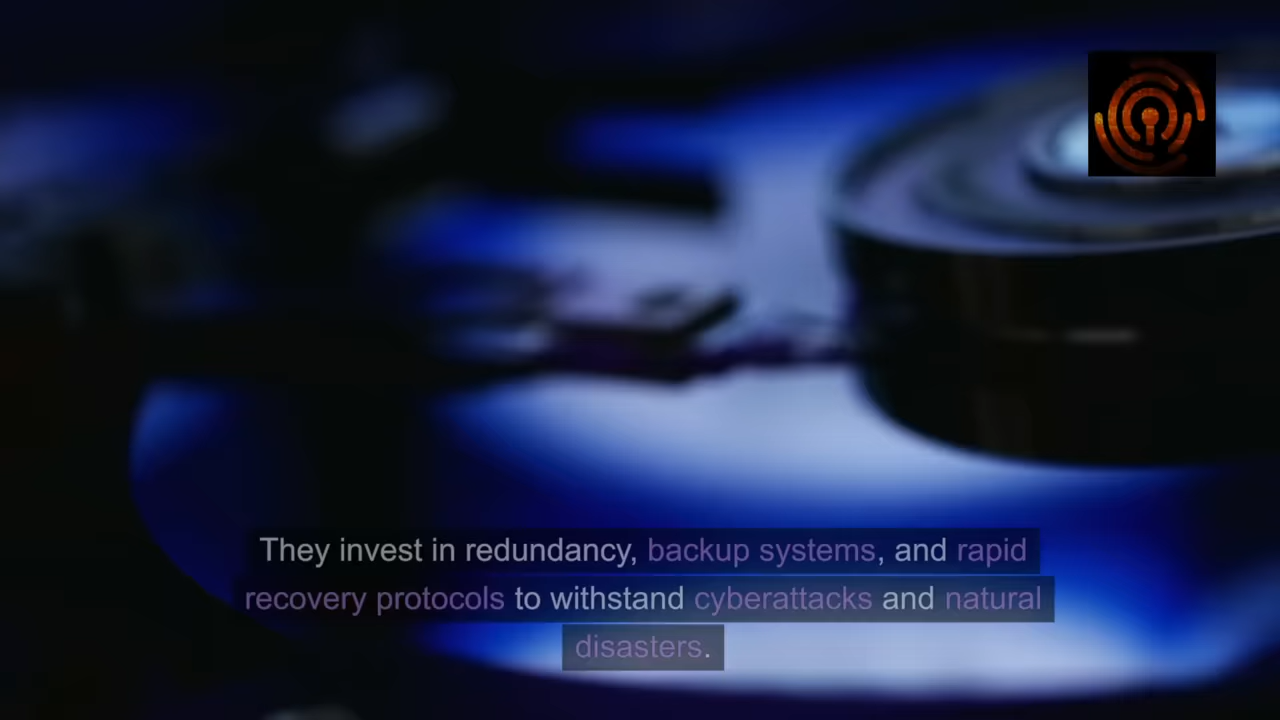 They invest in redundancy, backup systems, and rapid
recovery protocols to withstand cyberattacks and natural
disasters.